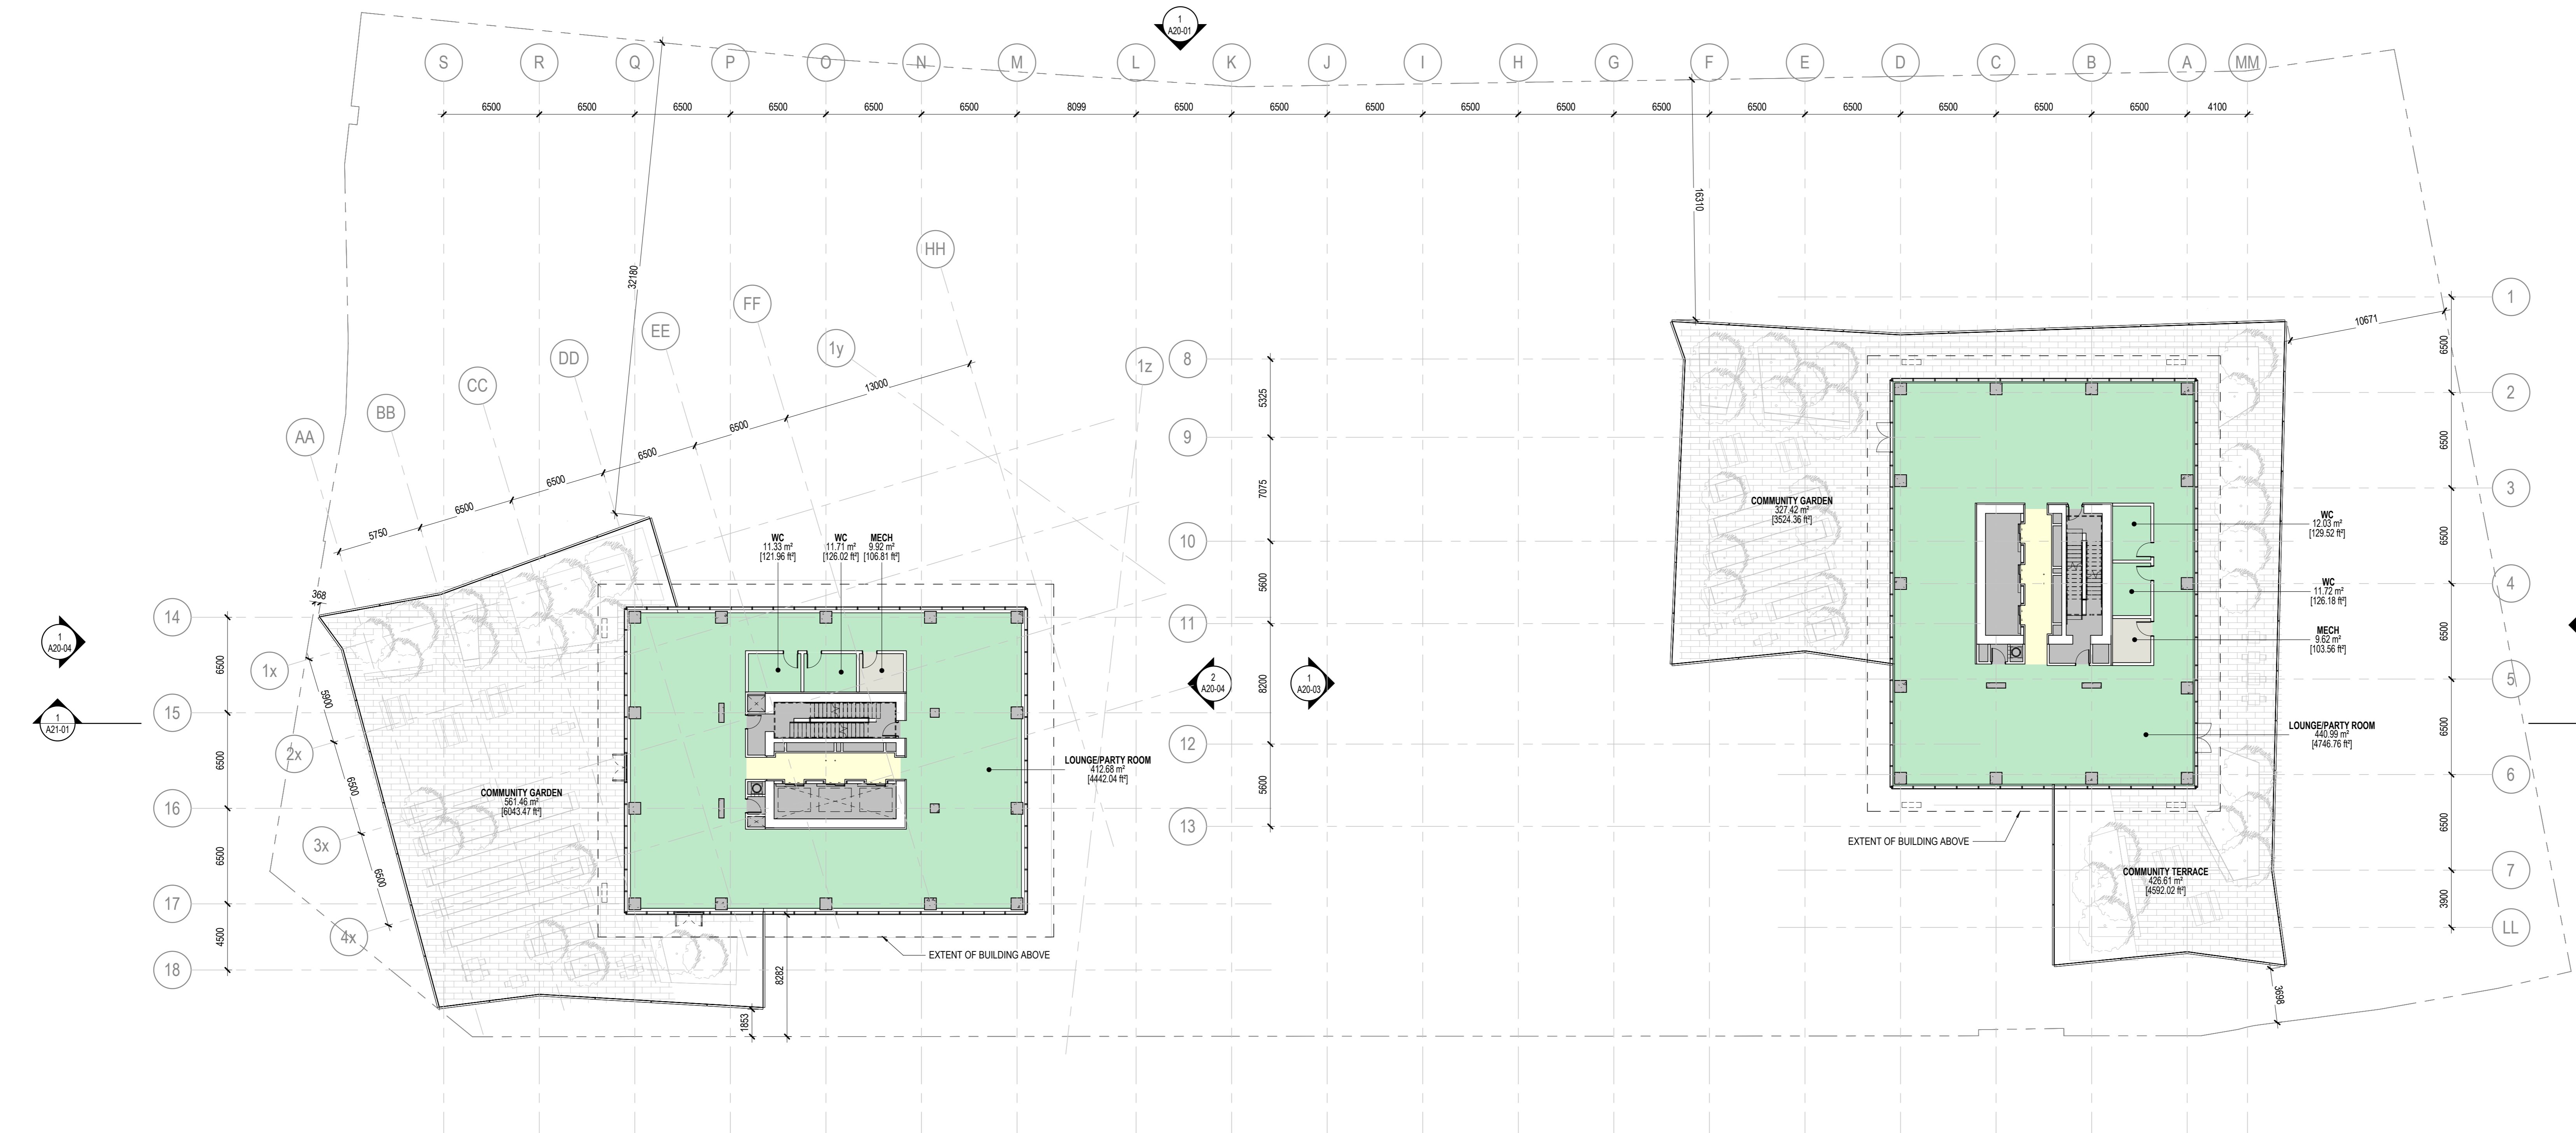 1
A20-01
S R Q P O N M L K J I H G F E D C B A MM
6500 6500 6500 6500 6500 6500 8099 6500 6500 6500 6500 6500 6500 6500 6500 6500 6500 6500 4100
32180
16310
HH
FF
EE
1y
DD
1z
CC
BB
AA
13000
6500
6500
6500
6500
5750
368
8
9
10
11
12
13
5325
7075
5600
8200
5600
1
2
3
4
5
6
7
LL
10671
6500
6500
6500
6500
6500
6500
3900
14
15
16
17
18
6500
6500
6500
4500
1x
2x
3x
4x
5900
6500
6500
1
A20-04
1
A21-01
2
A20-04
1
A20-03
WC
11.33 m²
[121.96 ft²]
WC
11.71 m²
[126.02 ft²]
MECH
9.92 m²
[106.81 ft²]
LOUNGE/PARTY ROOM
412.68 m²
[4442.04 ft²]
COMMUNITY GARDEN
561.46 m²
[6043.47 ft²]
EXTENT OF BUILDING ABOVE
8282
1853
COMMUNITY GARDEN
327.42 m²
[3524.36 ft²]
WC
12.03 m²
[129.52 ft²]
WC
11.72 m²
[126.18 ft²]
MECH
9.62 m²
[103.56 ft²]
LOUNGE/PARTY ROOM
440.99 m²
[4746.76 ft²]
EXTENT OF BUILDING ABOVE
COMMUNITY TERRACE
426.61 m²
[4592.02 ft²]
3698